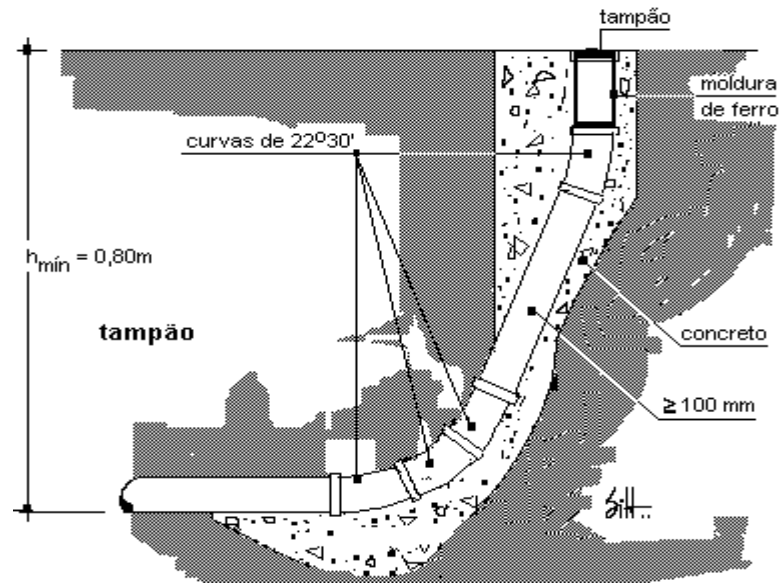 tampão
moldura
de ferro
curvas de 22º30'
hmín = 0,80m
tampão
concreto
≥ 100 mm